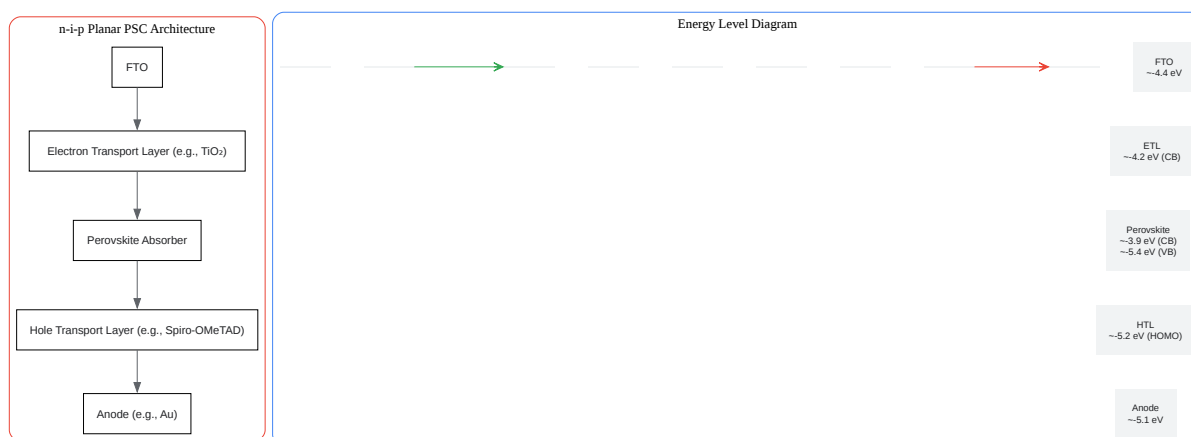 n-i-p Planar PSC Architecture
FTO
Electron Transport Layer (e.g., TiO₂)
Perovskite Absorber
Hole Transport Layer (e.g., Spiro-OMeTAD)
Anode (e.g., Au)
Energy Level Diagram
FTO
~-4.4 eV
ETL
~-4.2 eV (CB)
Perovskite
~-3.9 eV (CB)
~-5.4 eV (VB)
HTL
~-5.2 eV (HOMO)
Anode
~-5.1 eV